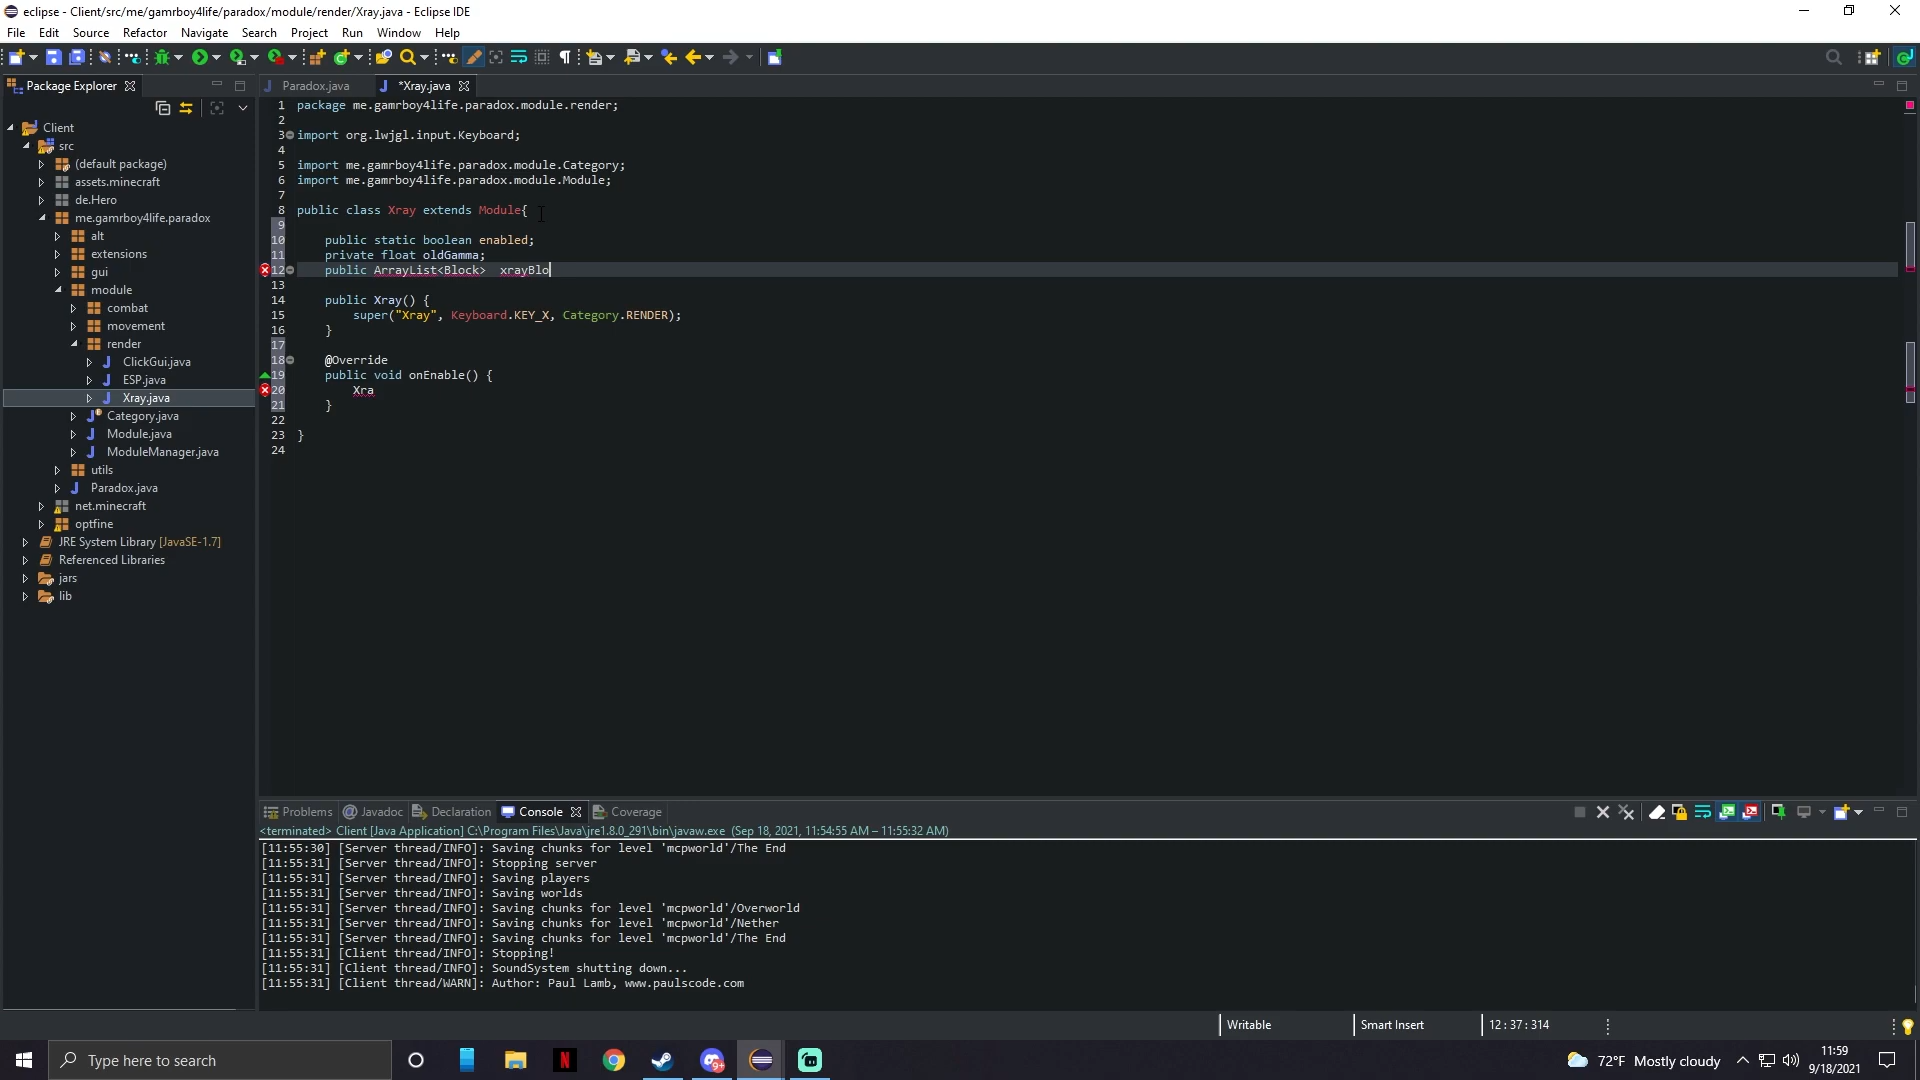 eclipse - Client/src/me/gamrboy4life/paradox/module/render/Xray.java - Eclipse IDE
File Edit Source Refactor Navigate Search Project Run Window Help
Package Explorer
Paradox.java *Xray.java
Client
src
(default package)
assets.minecraft
de.Hero
me.gamrboy4life.paradox
alt
extensions
gui
module
combat
movement
render
ClickGui.java
ESP.java
Xray.java
Category.java
Module.java
ModuleManager.java
utils
Paradox.java
net.minecraft
optfine
JRE System Library [JavaSE-1.7]
Referenced Libraries
jars
lib
1 package me.gamrboy4life.paradox.module.render;
2
3 import org.lwjgl.input.Keyboard;
4
5 import me.gamrboy4life.paradox.module.Category;
6 import me.gamrboy4life.paradox.module.Module;
7
8 public class Xray extends Module{
9
10 public static boolean enabled;
11 private float oldGamma;
12 public ArrayList<Block>  xrayBlo
13
14 public Xray() {
15 super("Xray", Keyboard.KEY_X, Category.RENDER);
16 }
17
18 @Override
19 public void onEnable() {
20 Xra
21 }
22
23 }
24
Problems Javadoc Declaration Console Coverage
<terminated> Client [Java Application] C:\Program Files\Java\jre1.8.0_291\bin\javaw.exe (Sep 18, 2021, 11:54:55 AM – 11:55:32 AM)
[11:55:30] [Server thread/INFO]: Saving chunks for level 'mcpworld'/The End
[11:55:31] [Server thread/INFO]: Stopping server
[11:55:31] [Server thread/INFO]: Saving players
[11:55:31] [Server thread/INFO]: Saving worlds
[11:55:31] [Server thread/INFO]: Saving chunks for level 'mcpworld'/Overworld
[11:55:31] [Server thread/INFO]: Saving chunks for level 'mcpworld'/Nether
[11:55:31] [Server thread/INFO]: Saving chunks for level 'mcpworld'/The End
[11:55:31] [Client thread/INFO]: Stopping!
[11:55:31] [Client thread/INFO]: SoundSystem shutting down...
[11:55:31] [Client thread/WARN]: Author: Paul Lamb, www.paulscode.com
Writable Smart Insert 12 : 37 : 314
Type here to search
72°F Mostly cloudy
11:59
9/18/2021